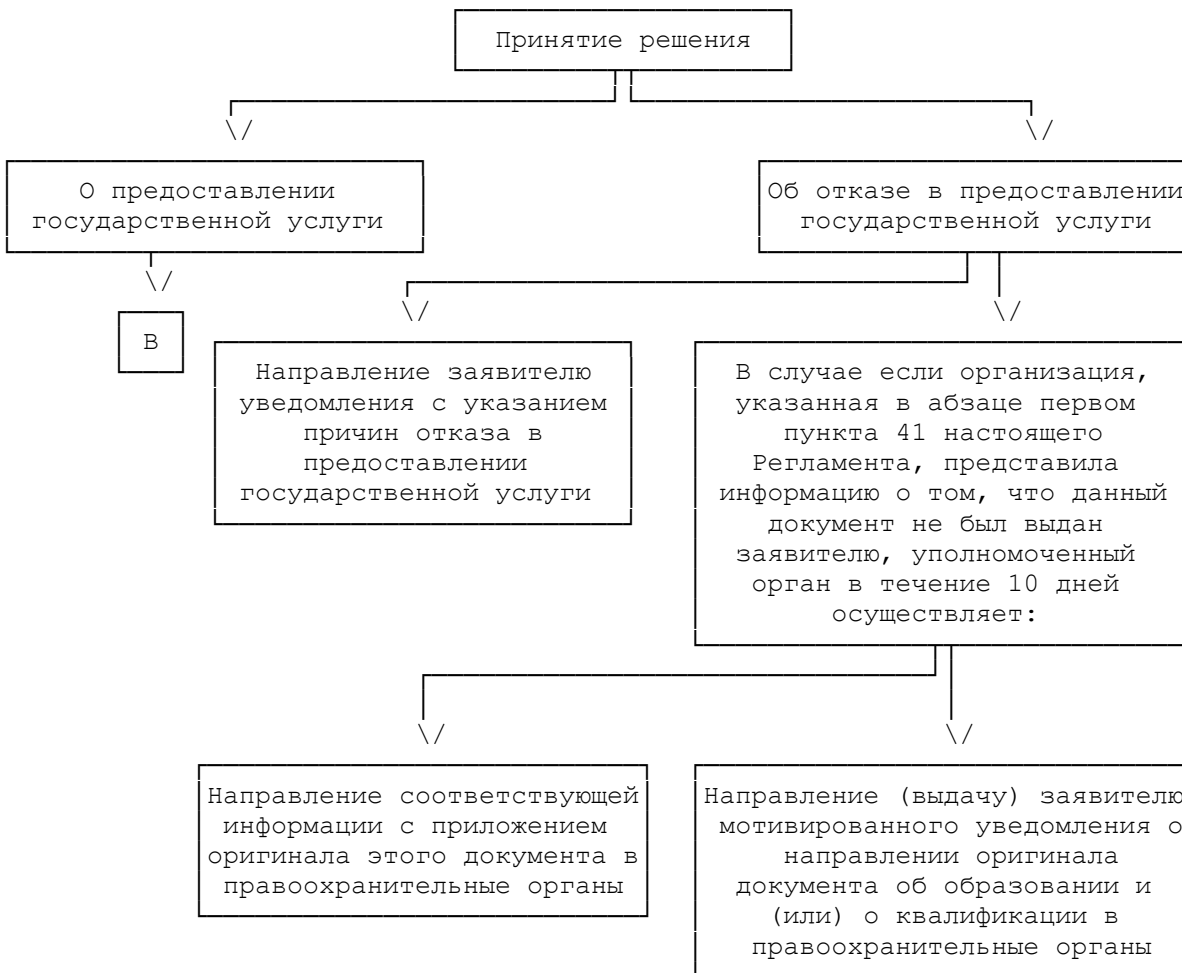 Принятие решения
\/
\/
О предоставлении
государственной услуги
Об отказе в предоставлении
государственной услуги
\/
\/
\/
В
Направление заявителю
уведомления с указанием
причин отказа в
предоставлении
государственной услуги
В случае если организация,
указанная в абзаце первом
пункта 41 настоящего
Регламента, представила
информацию о том, что данный
документ не был выдан
заявителю, уполномоченный
орган в течение 10 дней
осуществляет:
\/
\/
Направление соответствующей
информации с приложением
оригинала этого документа в
правоохранительные органы
Направление (выдачу) заявителю
мотивированного уведомления о
направлении оригинала
документа об образовании и
(или) о квалификации в
правоохранительные органы